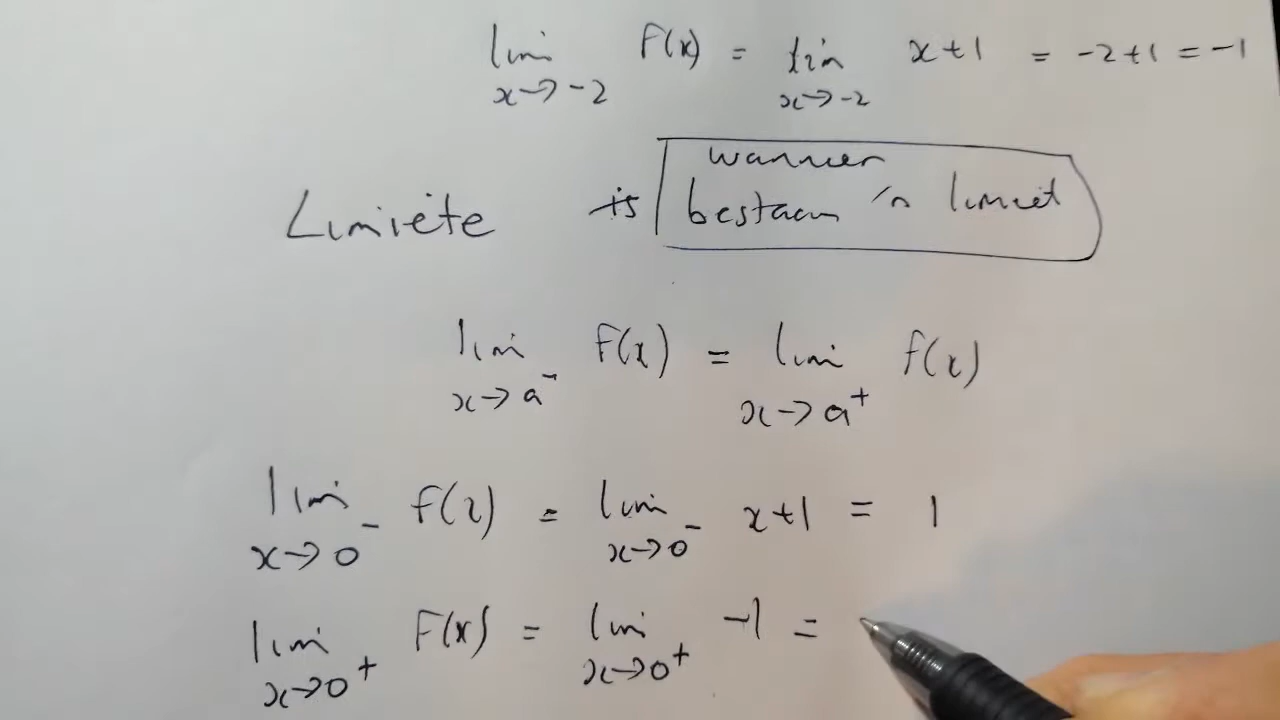 lim F(x) = lim x+1 = -2+1 = -1
x→-2 x→-2
wanneer
Limiete is bestaan 'n limiet
lim F(x) = lim f(x)
x→a⁻ x→a⁺
lim f(x) = lim x+1 = 1
x→0⁻ x→0⁻
lim F(x) = lim -1 =
x→0⁺ x→0⁺